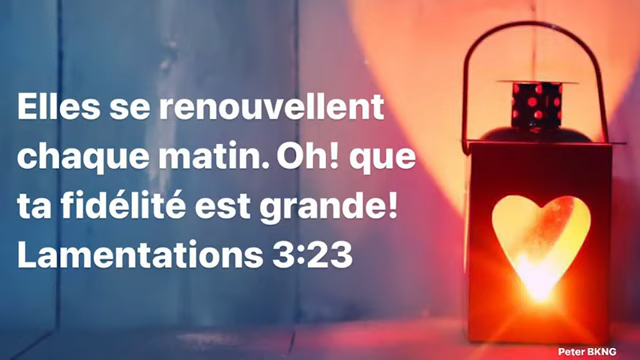 Elles se renouvellent
chaque matin. Oh! que
ta fidélité est grande!
Lamentations 3:23
Peter BKNG